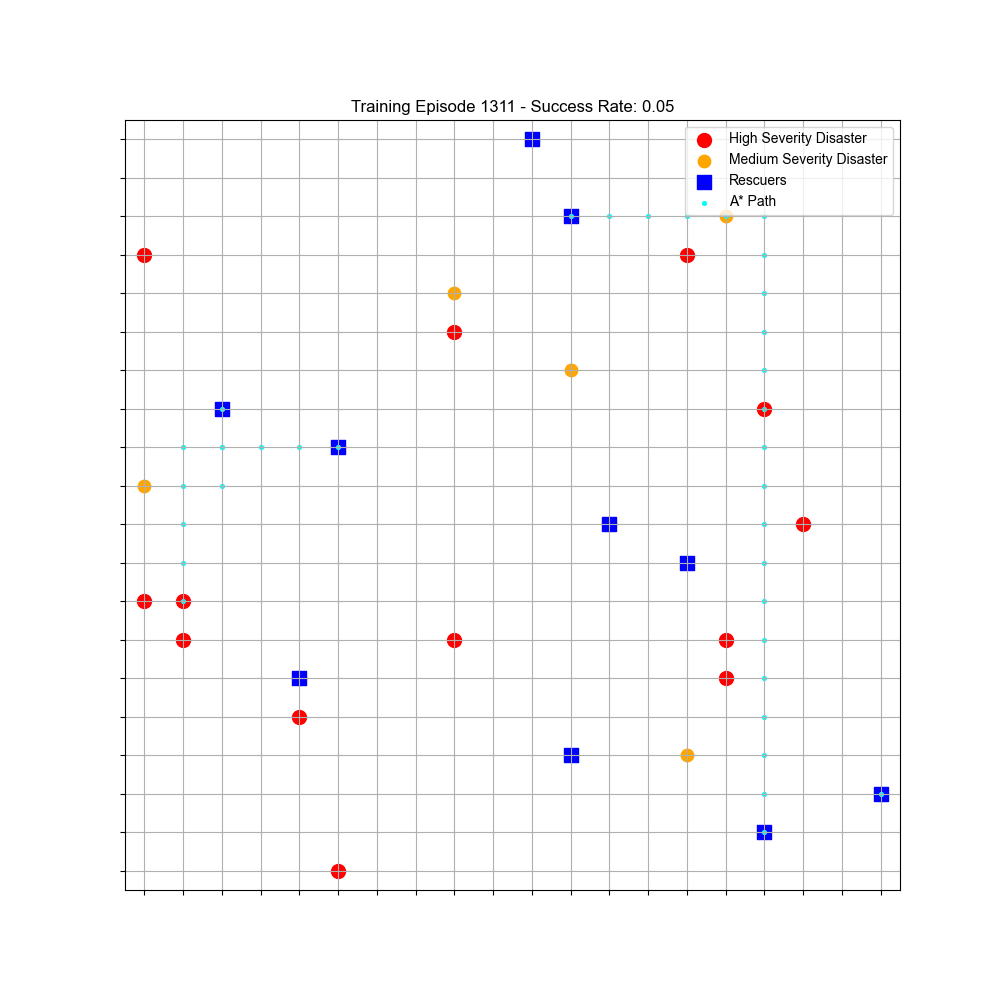 Training Episode 1311 - Success Rate: 0.05
High Severity Disaster
Medium Severity Disaster
Rescuers
A* Path